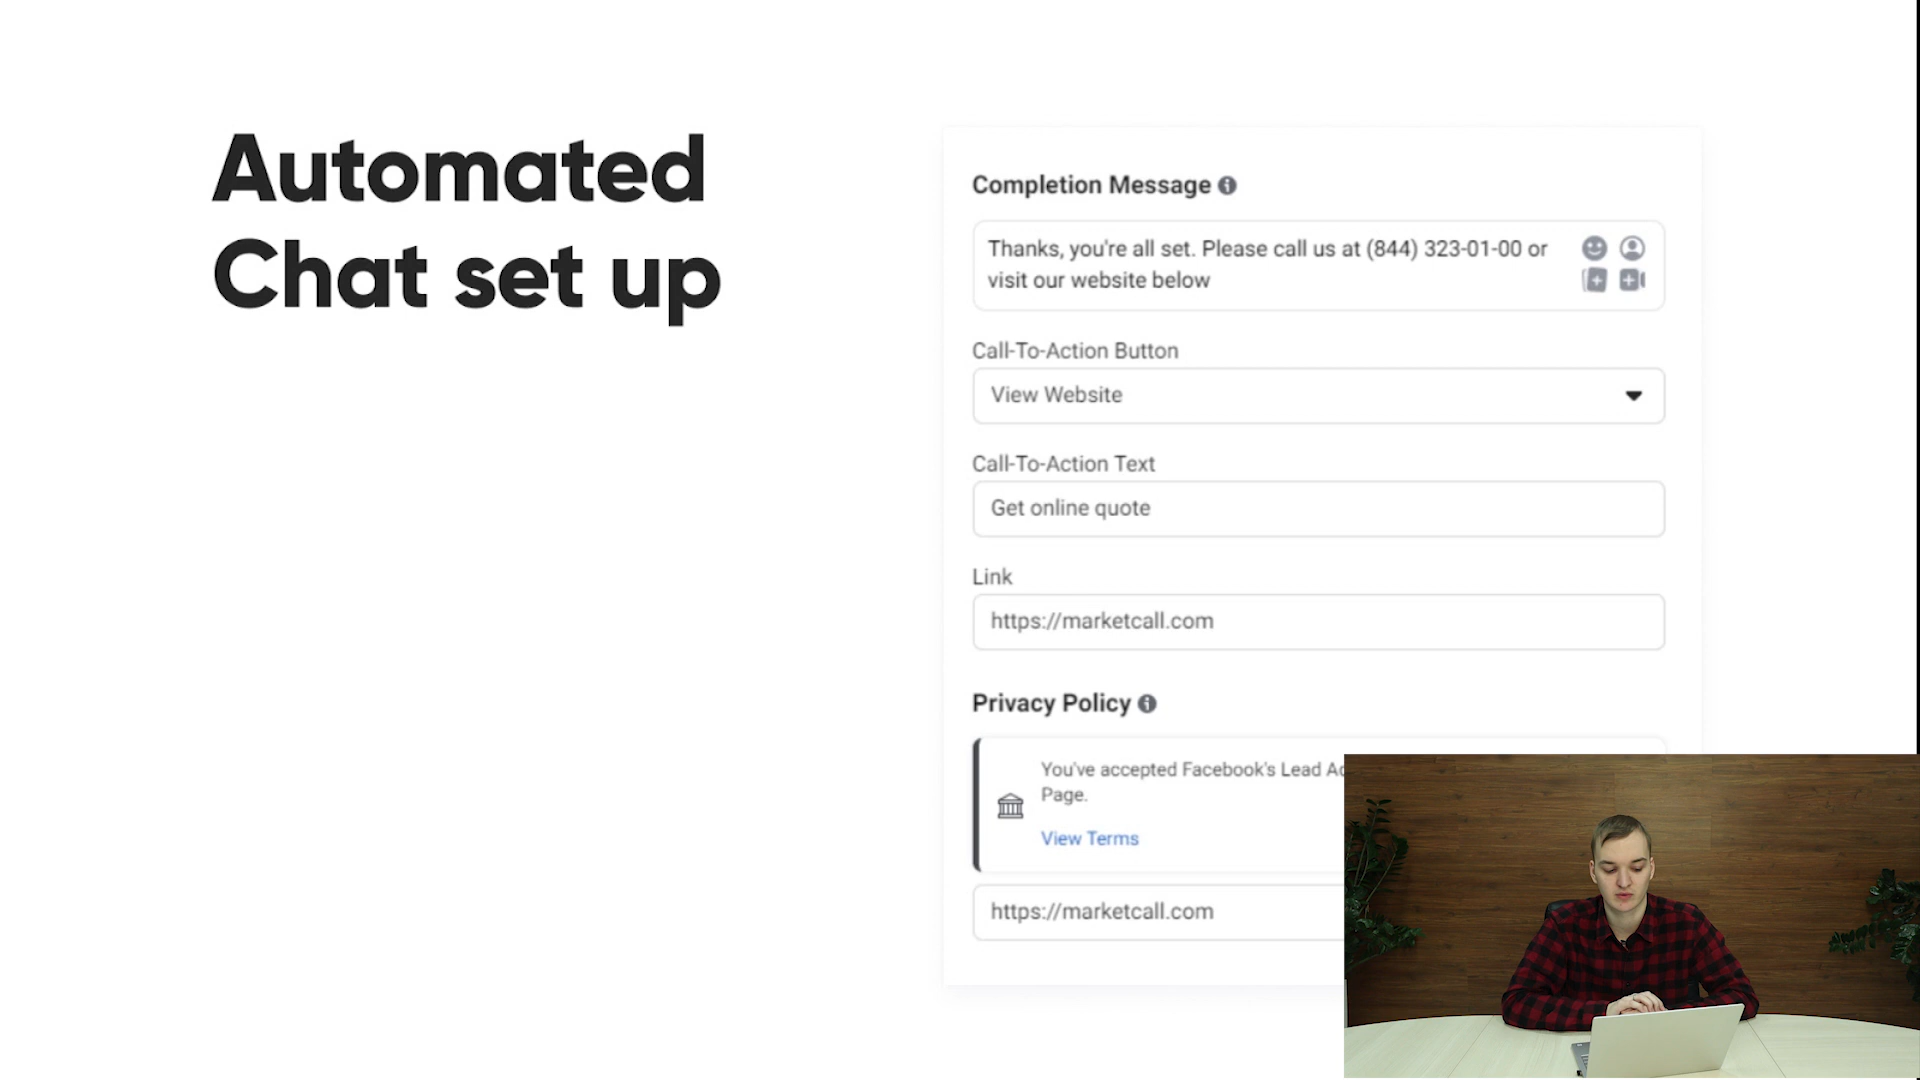 Automated
Chat set up
Completion Message
Thanks, you're all set. Please call us at (844) 323-01-00 or
visit our website below
Call-To-Action Button
View Website
Call-To-Action Text
Get online quote
Link
https://marketcall.com
Privacy Policy
You've accepted Facebook's Lead
Page.
View Terms
https://marketcall.com